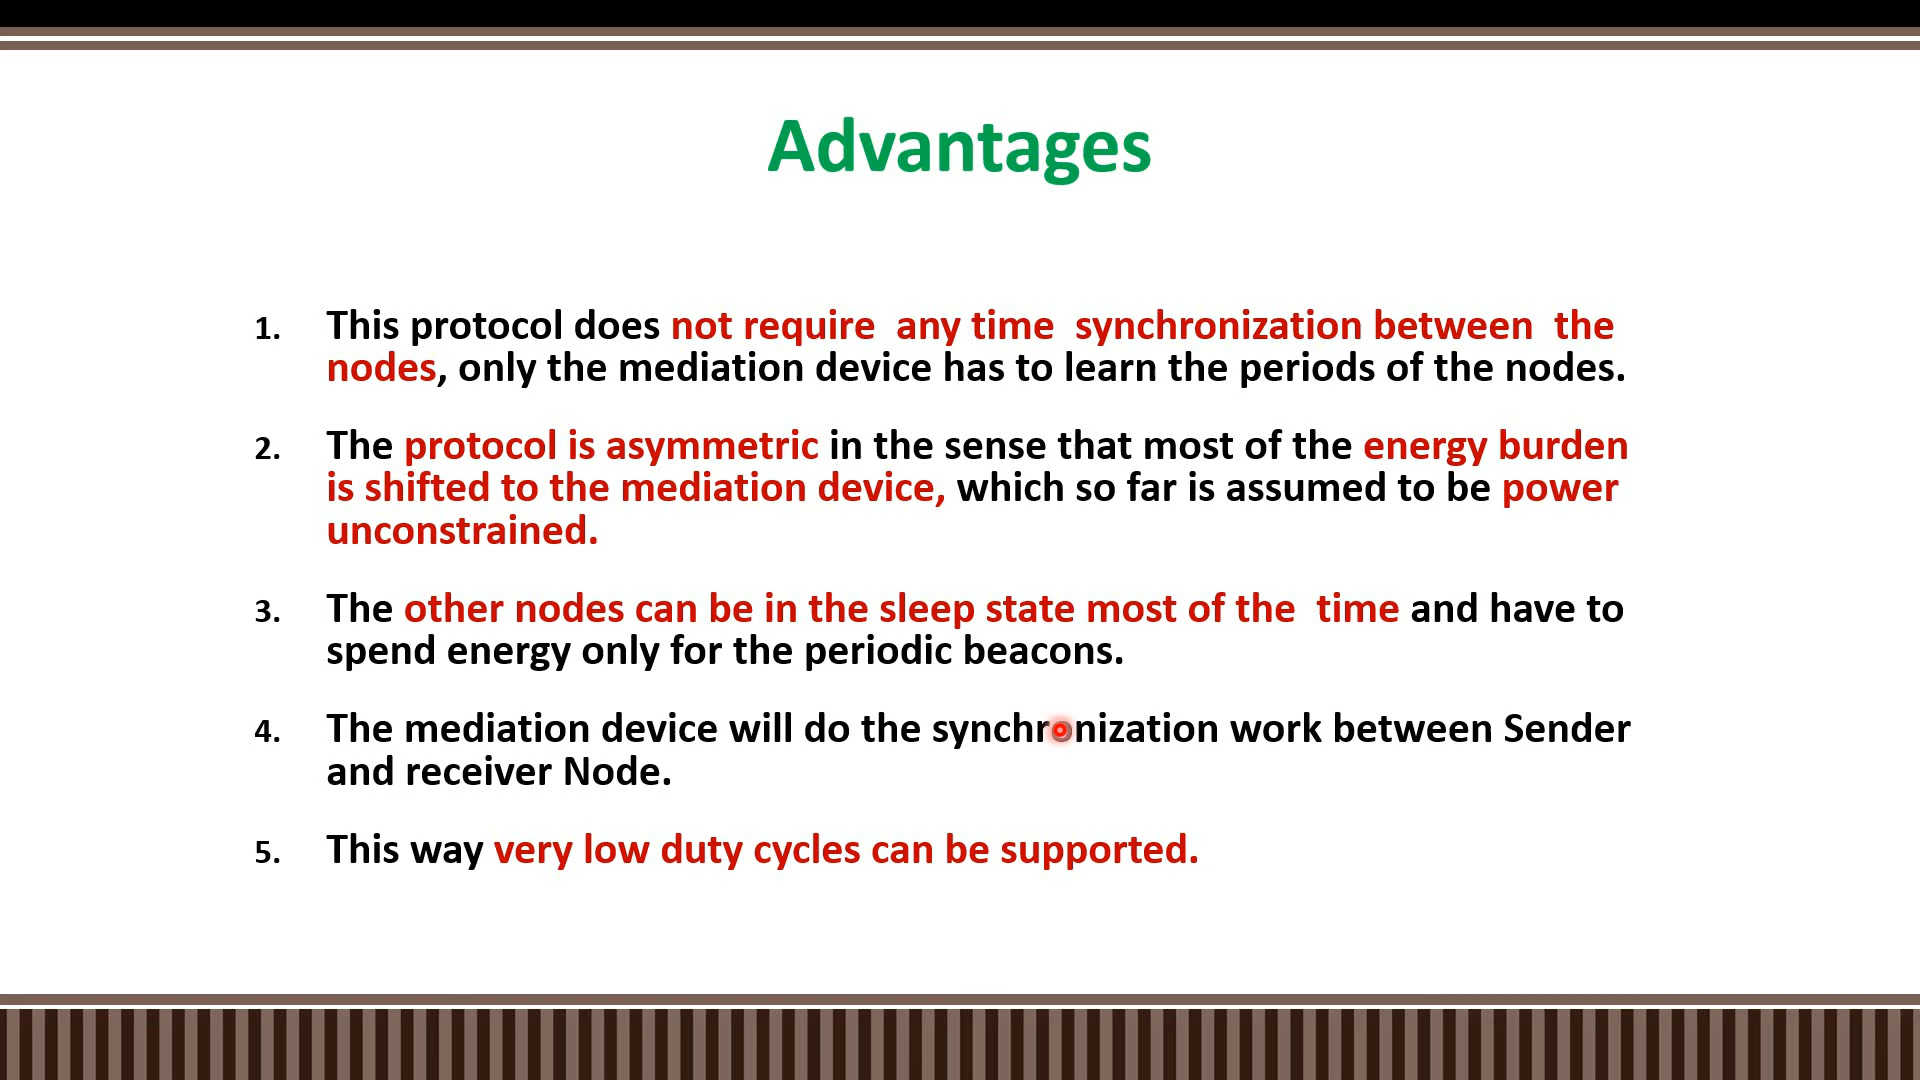 Advantages
1. This protocol does not require any time synchronization between the
nodes, only the mediation device has to learn the periods of the nodes.
2. The protocol is asymmetric in the sense that most of the energy burden
is shifted to the mediation device, which so far is assumed to be power
unconstrained.
3. The other nodes can be in the sleep state most of the time and have to
spend energy only for the periodic beacons.
4. The mediation device will do the synchronization work between Sender
and receiver Node.
5. This way very low duty cycles can be supported.